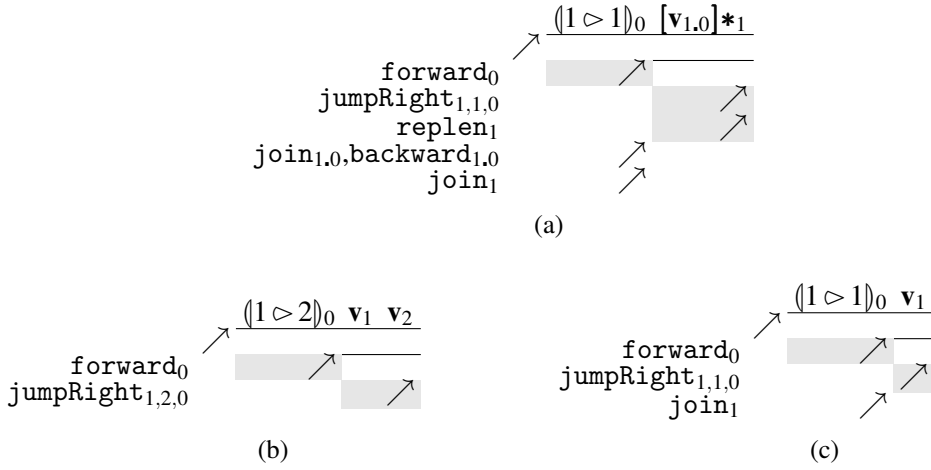 ⦇1 ▷ 1⦈₀ [v₁.₀]*₁
forward₀
jumpRight₁,₁,₀
replen₁
join₁.₀,backward₁.₀
join₁
(a)
⦇1 ▷ 2⦈₀ v₁ v₂
forward₀
jumpRight₁,₂,₀
(b)
⦇1 ▷ 1⦈₀ v₁
forward₀
jumpRight₁,₁,₀
join₁
(c)